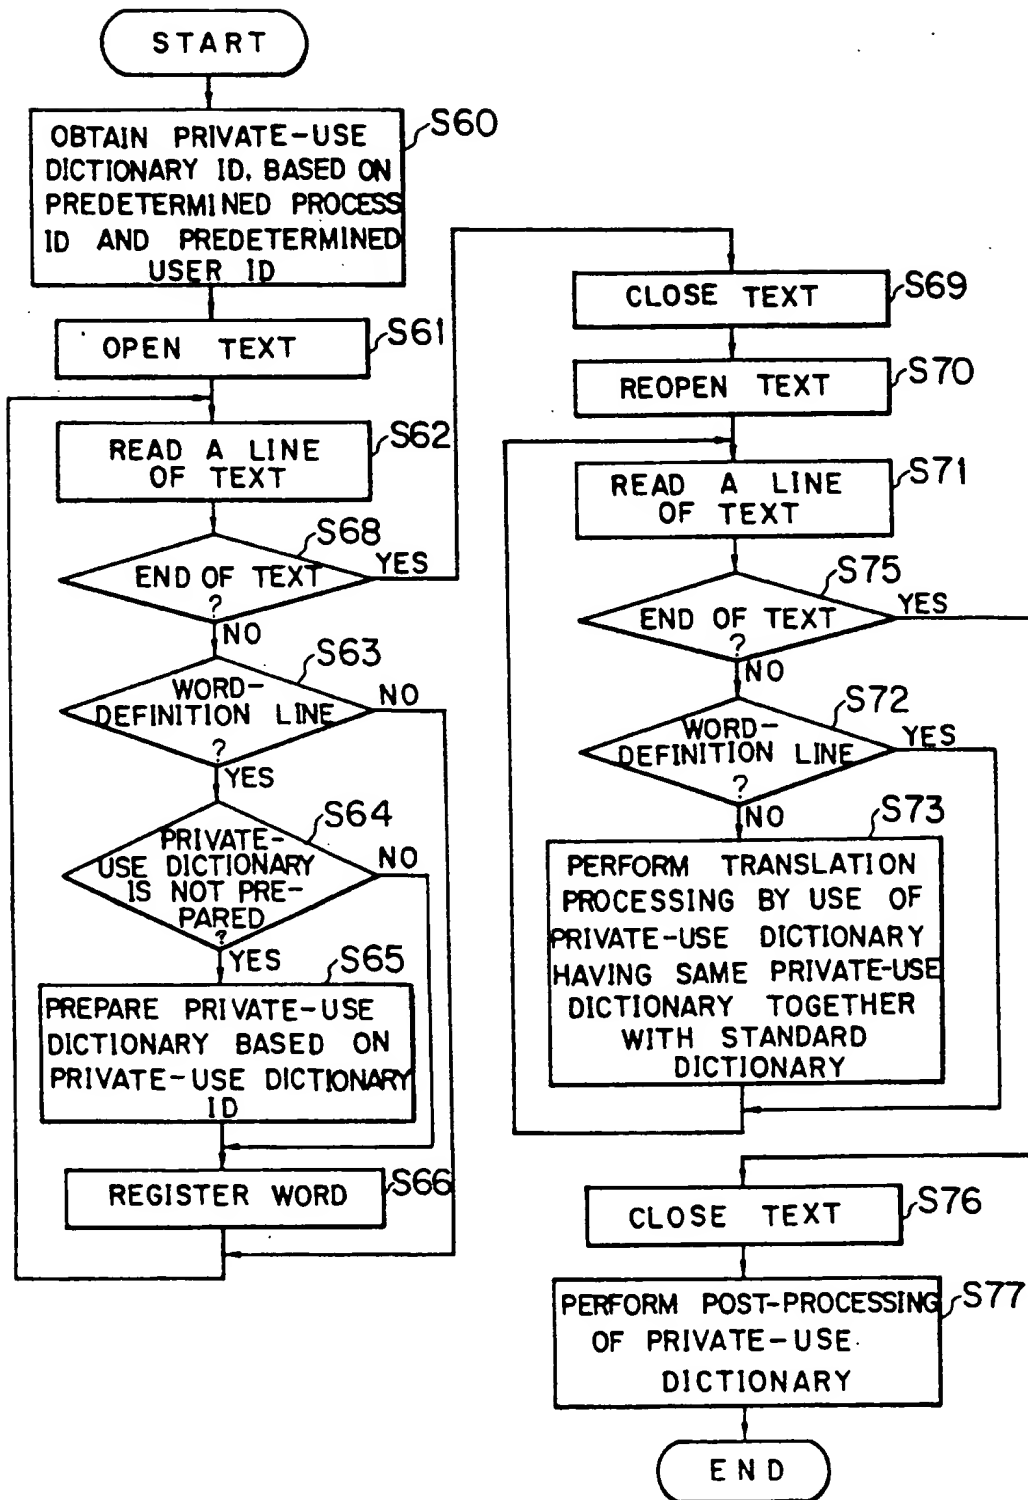 START
S60
OBTAIN PRIVATE-USE
DICTIONARY ID, BASED ON
PREDETERMINED PROCESS
ID AND PREDETERMINED
USER ID
S61
OPEN TEXT
S62
READ A LINE
OF TEXT
S68
END OF TEXT
?
YES
NO
S63
WORD-
DEFINITION LINE
?
NO
YES
S64
PRIVATE-
USE DICTIONARY
IS NOT PRE-
PARED
?
NO
YES
S65
PREPARE PRIVATE-USE
DICTIONARY BASED ON
PRIVATE-USE DICTIONARY
ID
S66
REGISTER WORD
S69
CLOSE TEXT
S70
REOPEN TEXT
S71
READ A LINE
OF TEXT
S75
END OF TEXT
?
YES
NO
S72
WORD-
DEFINITION LINE
?
YES
NO
S73
PERFORM TRANSLATION
PROCESSING BY USE OF
PRIVATE-USE DICTIONARY
HAVING SAME PRIVATE-USE
DICTIONARY TOGETHER
WITH STANDARD
DICTIONARY
S76
CLOSE TEXT
S77
PERFORM POST-PROCESSING
OF PRIVATE-USE
DICTIONARY
END